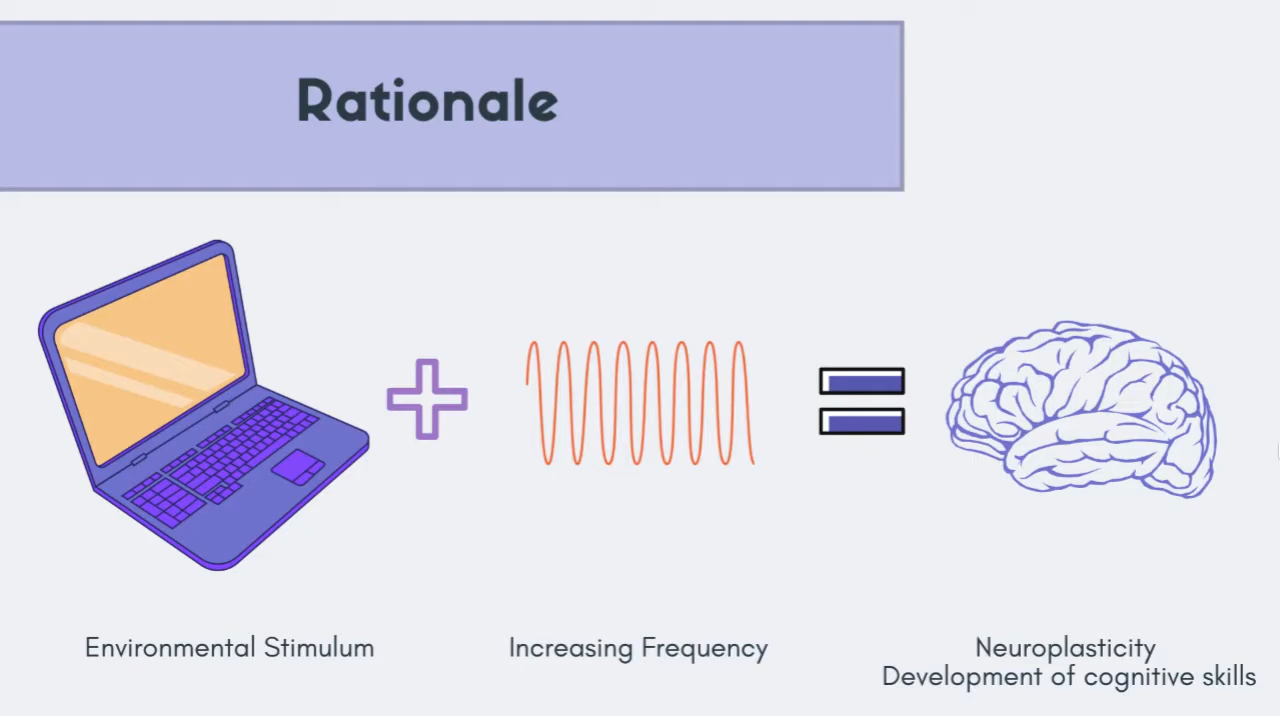 Rationale
Environmental Stimulum
Increasing Frequency
Neuroplasticity
Development of cognitive skills